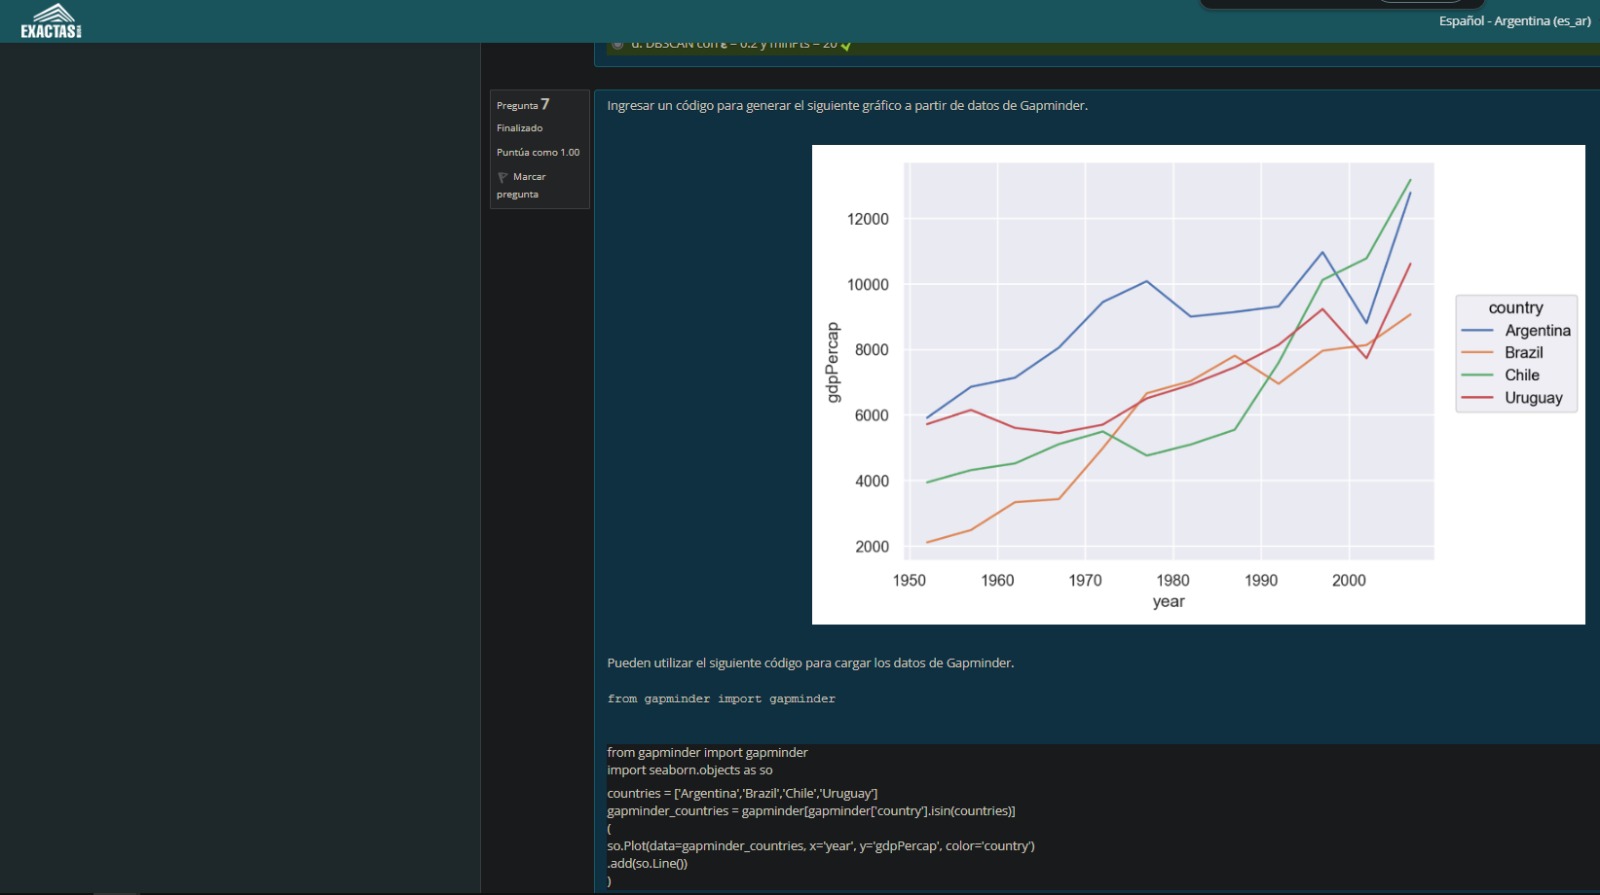 EXACTAS
Español - Argentina (es_ar)
d. DBSCAN con ε = 0.2 y minPts = 20
Pregunta 7
Finalizado
Puntúa como 1.00
Marcar
pregunta
Ingresar un código para generar el siguiente gráfico a partir de datos de Gapminder.
12000
10000
8000
6000
4000
2000
gdpPercap
1950 1960 1970 1980 1990 2000
year
country
Argentina
Brazil
Chile
Uruguay
Pueden utilizar el siguiente código para cargar los datos de Gapminder.
from gapminder import gapminder
from gapminder import gapminder
import seaborn.objects as so
countries = ['Argentina','Brazil','Chile','Uruguay']
gapminder_countries = gapminder[gapminder['country'].isin(countries)]
(
so.Plot(data=gapminder_countries, x='year', y='gdpPercap', color='country')
.add(so.Line())
)